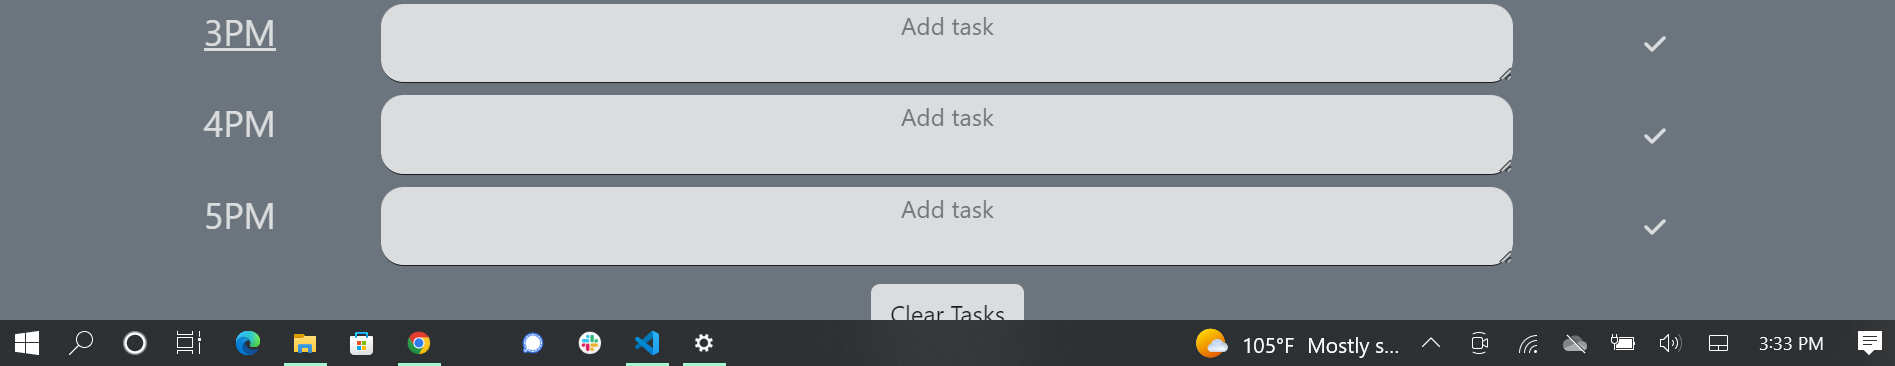 3PM Add task
4PM Add task
5PM Add task
Clear Tasks
105°F Mostly s... 3:33 PM